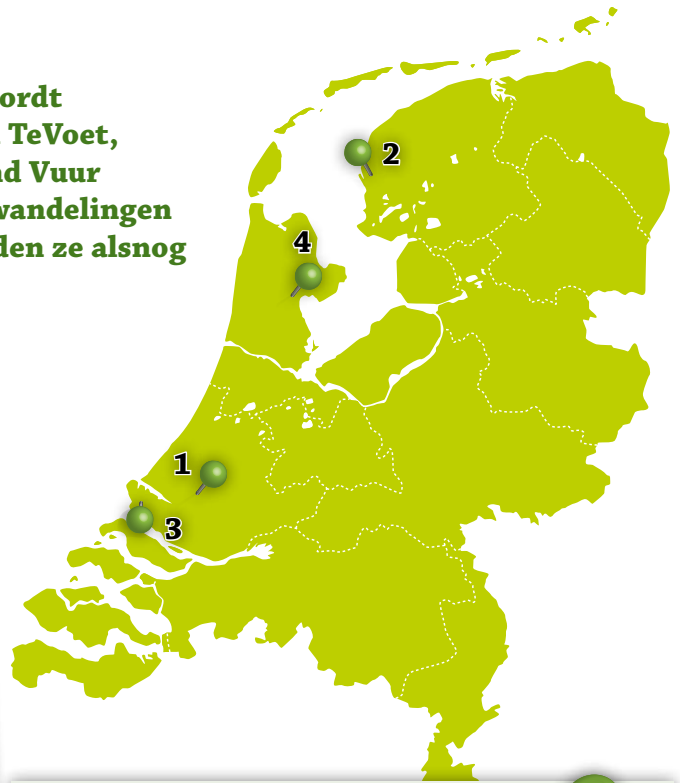 ordt
TeVoet,
d Vuur
wandelingen
den ze alsnog
2
4
1
3